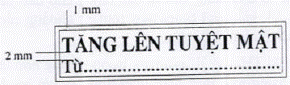 1 mm
TĂNG LÊN TUYỆT MẬT
2 mm
Từ....................................................